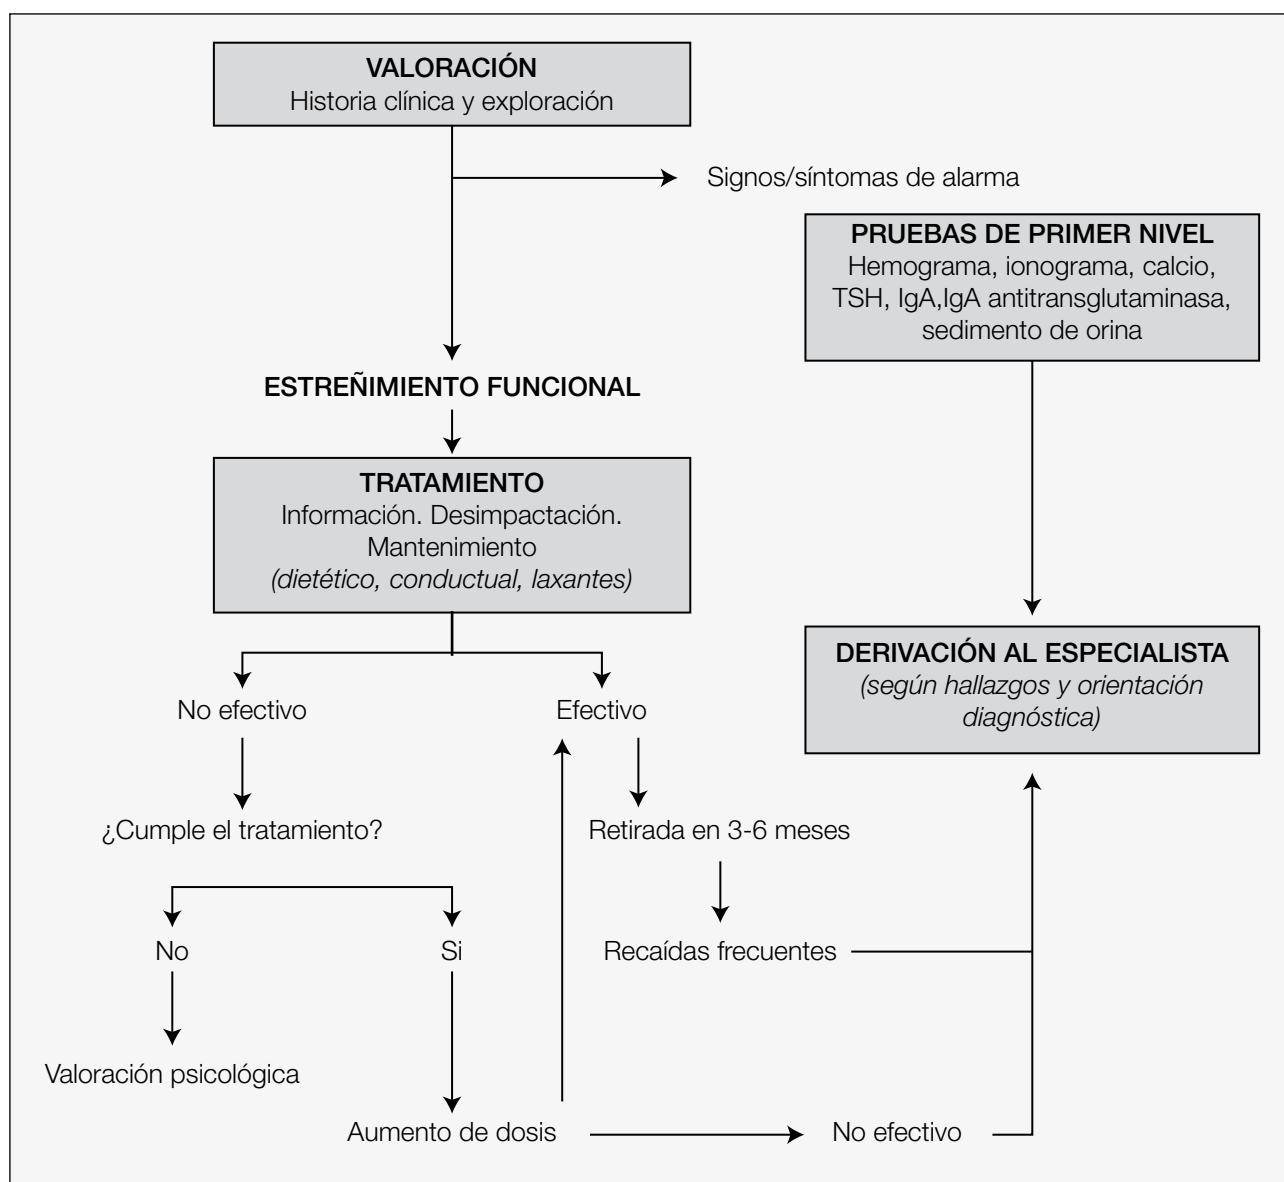 VALORACIÓN
Historia clínica y exploración
Signos/síntomas de alarma
PRUEBAS DE PRIMER NIVEL
Hemograma, ionograma, calcio,
TSH, IgA,IgA antitransglutaminasa,
sedimento de orina
ESTREÑIMIENTO FUNCIONAL
TRATAMIENTO
Información. Desimpactación.
Mantenimiento
(dietético, conductual, laxantes)
DERIVACIÓN AL ESPECIALISTA
(según hallazgos y orientación
diagnóstica)
No efectivo
Efectivo
¿Cumple el tratamiento?
Retirada en 3-6 meses
No
Si
Recaídas frecuentes
Valoración psicológica
Aumento de dosis
No efectivo